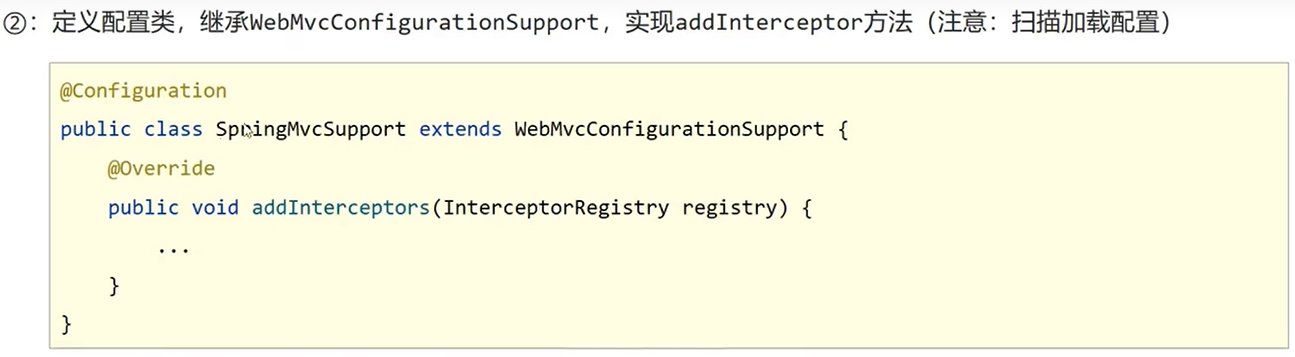 ②：定义配置类，继承WebMvcConfigurationSupport，实现addInterceptor方法（注意：扫描加载配置）
@Configuration
public class SpringMvcSupport extends WebMvcConfigurationSupport {
    @Override
    public void addInterceptors(InterceptorRegistry registry) {
        ...
    }
}